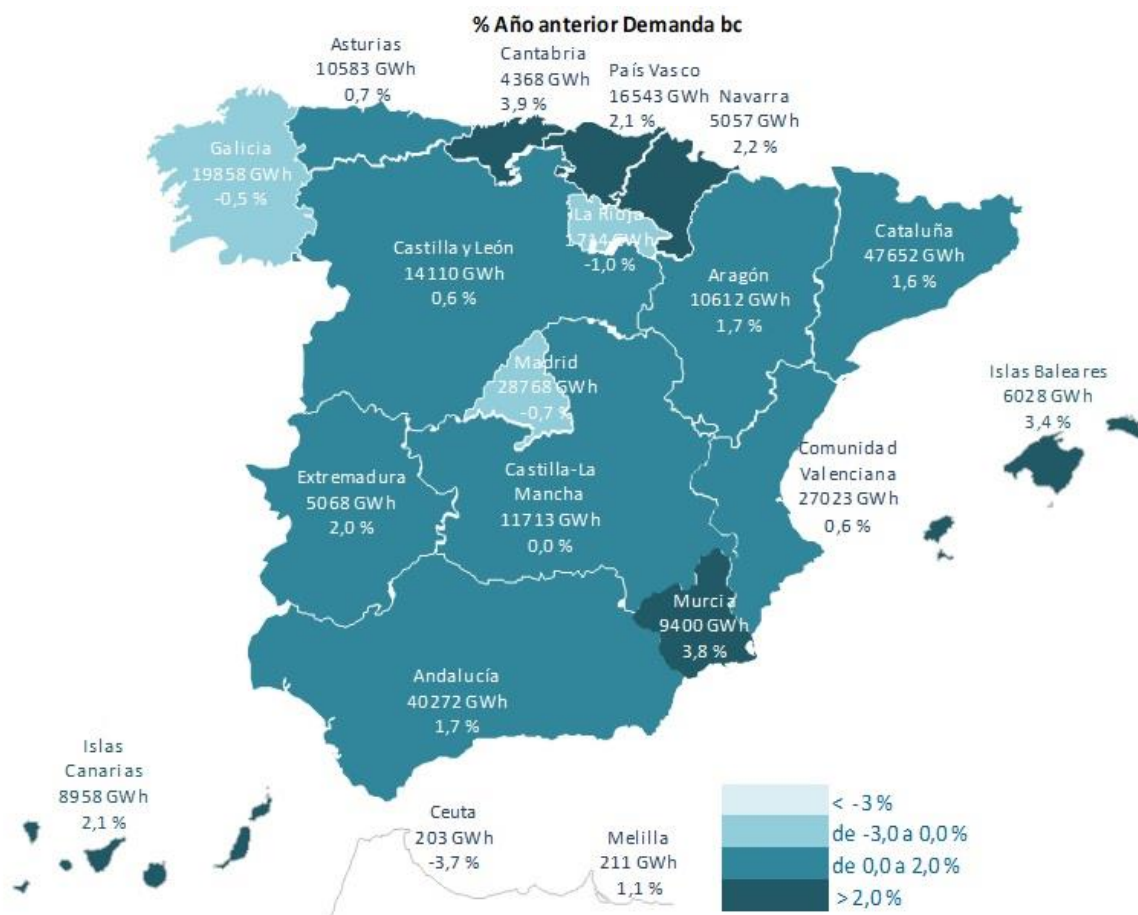 % Año anterior Demanda bc
Asturias
10583 GWh
0,7 %
Cantabria
4368 GWh
3,9 %
País Vasco
16543 GWh
2,1 %
Navarra
5057 GWh
2,2 %
Galicia
19858 GWh
-0,5 %
Castilla y León
14110 GWh
0,6 %
La Rioja
1714 GWh
-1,0 %
Aragón
10612 GWh
1,7 %
Cataluña
47652 GWh
1,6 %
Madrid
28768 GWh
-0,7 %
Islas Baleares
6028 GWh
3,4 %
Extremadura
5068 GWh
2,0 %
Castilla-La
Mancha
11713 GWh
0,0 %
Comunidad
Valenciana
27023 GWh
0,6 %
Murcia
9400 GWh
3,8 %
Andalucía
40272 GWh
1,7 %
Islas
Canarias
8958 GWh
2,1 %
Ceuta
203 GWh
-3,7 %
Melilla
211 GWh
1,1 %
< -3 %
de -3,0 a 0,0 %
de 0,0 a 2,0 %
> 2,0 %